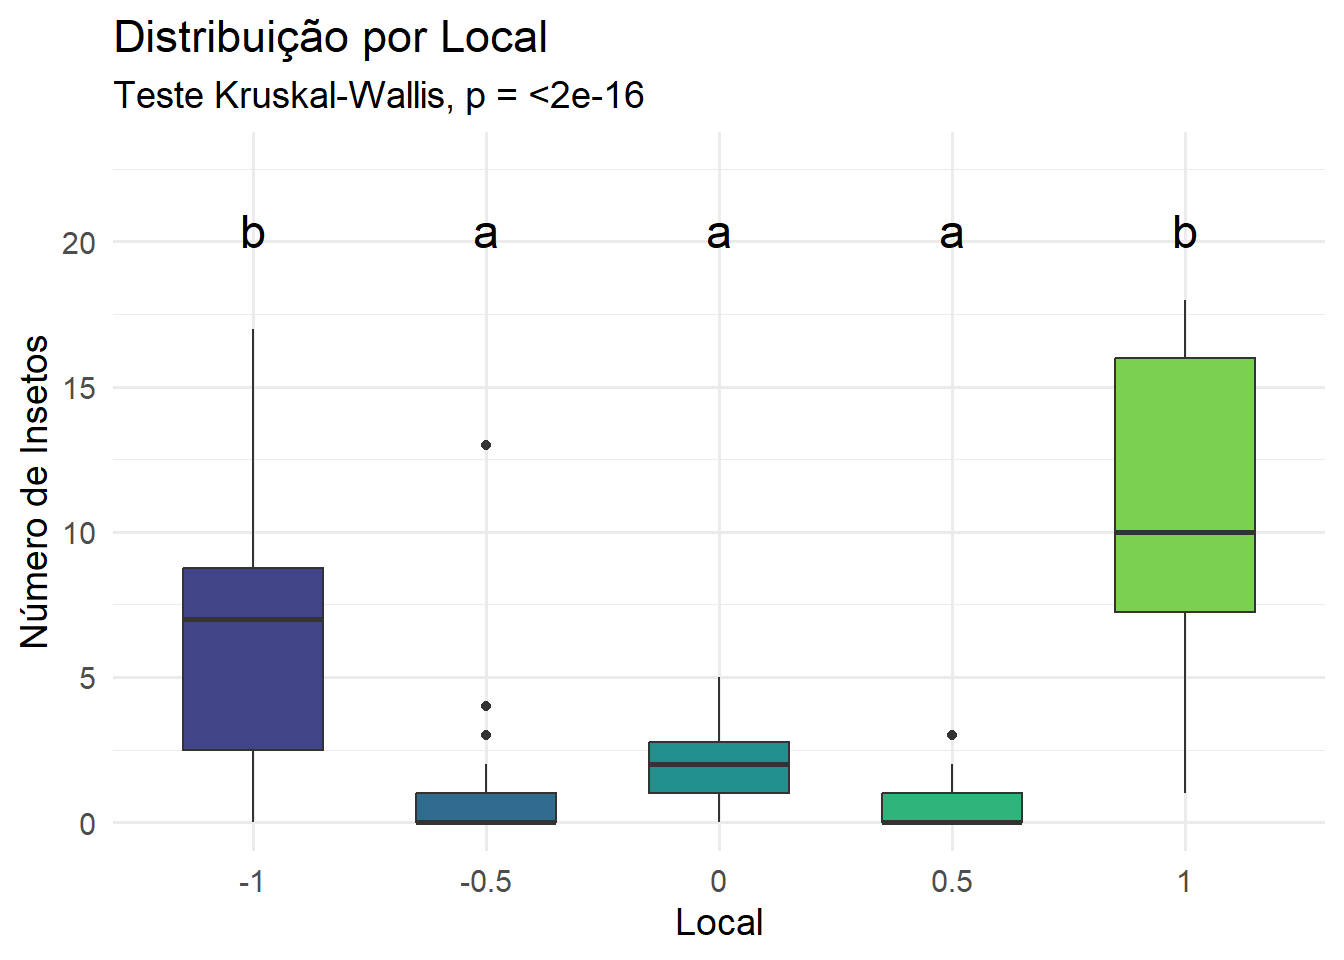 Distribuição por Local
Teste Kruskal-Wallis, p = <2e-16
b a a a b
20
15
10
5
0
Número de Insetos
-1 -0.5 0 0.5 1
Local